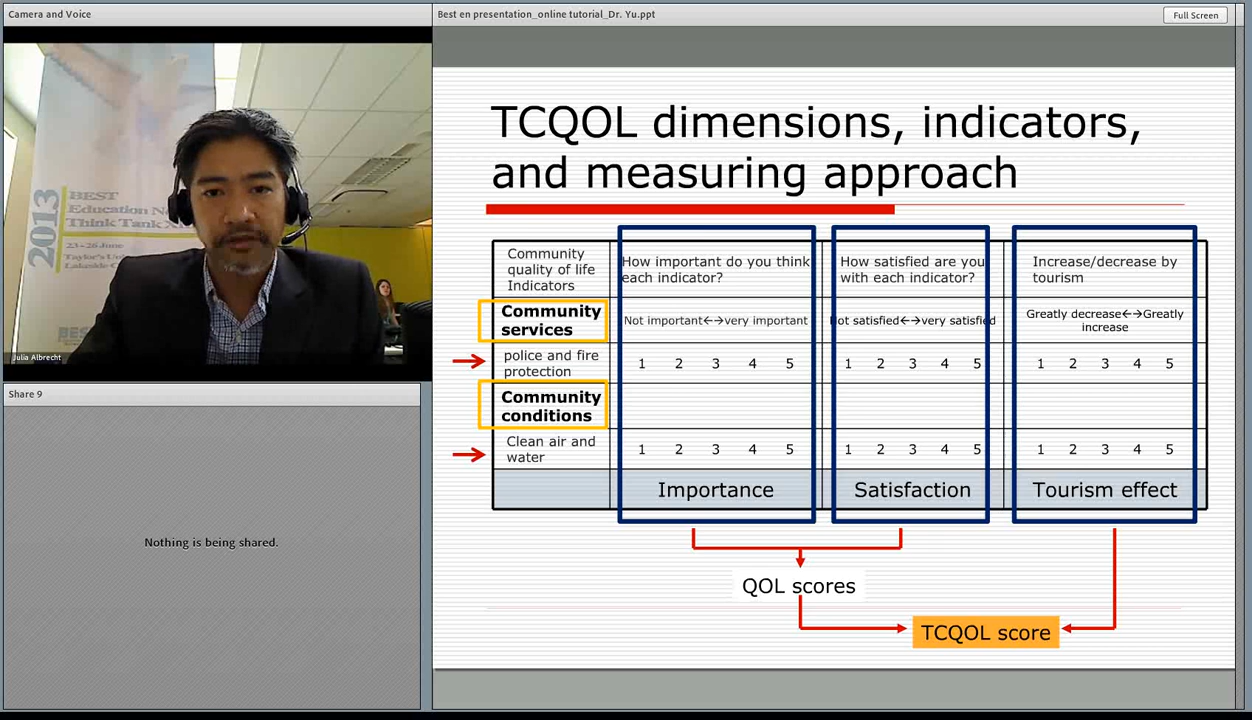 Camera and Voice
Best en presentation_online tutorial_Dr. Yu.ppt
Full Screen
2013
BEST
Education Ne
Think Tank X
23-26 June
Taylor's
Lakeside C
BES
Julia Albrecht
Share 9
Nothing is being shared.
TCQOL dimensions, indicators,
and measuring approach
Community
quality of life
Indicators
How important do you think
each indicator?
How satisfied are you
with each indicator?
Increase/decrease by
tourism
Community
services
Not important←→very important
Not satisfied←→very satisfied
Greatly decrease←→Greatly
increase
police and fire
protection
1 2 3 4 5
1 2 3 4 5
1 2 3 4 5
Community
conditions
Clean air and
water
1 2 3 4 5
1 2 3 4 5
1 2 3 4 5
Importance
Satisfaction
Tourism effect
QOL scores
TCQOL score